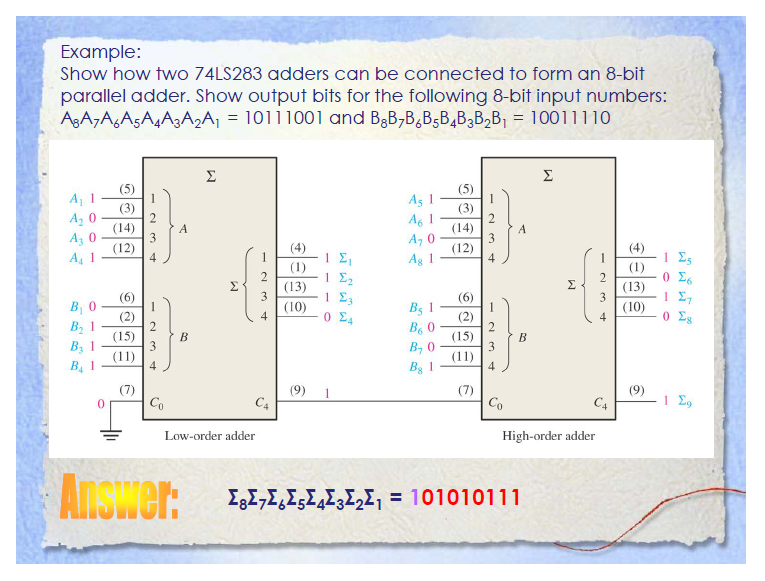 Example:
Show how two 74LS283 adders can be connected to form an 8-bit
parallel adder. Show output bits for the following 8-bit input numbers:
A₈A₇A₆A₅A₄A₃A₂A₁ = 10111001 and B₈B₇B₆B₅B₄B₃B₂B₁ = 10011110
Σ
A₁ 1 (5) 1
A₂ 0 (3) 2
A₃ 0 (14) 3
A₄ 1 (12) 4
A
B₁ 0 (6) 1
B₂ 1 (2) 2
B₃ 1 (15) 3
B₄ 1 (11) 4
B
0 (7) C₀
Σ
1 (4) 1 Σ₁
2 (1) 1 Σ₂
3 (13) 1 Σ₃
4 (10) 0 Σ₄
C₄ (9) 1
Low-order adder
Σ
A₅ 1 (5) 1
A₆ 1 (3) 2
A₇ 0 (14) 3
A₈ 1 (12) 4
A
B₅ 1 (6) 1
B₆ 0 (2) 2
B₇ 0 (15) 3
B₈ 1 (11) 4
B
(7) C₀
Σ
1 (4) 1 Σ₅
2 (1) 0 Σ₆
3 (13) 1 Σ₇
4 (10) 0 Σ₈
C₄ (9) 1 Σ₉
High-order adder
Answer: Σ₈Σ₇Σ₆Σ₅Σ₄Σ₃Σ₂Σ₁ = 101010111